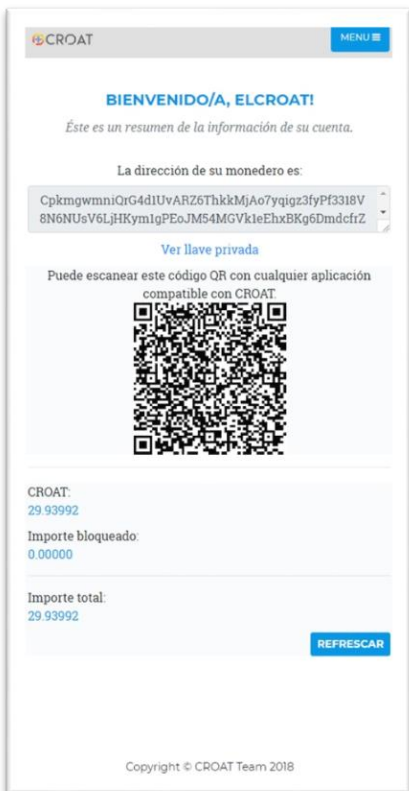 CROAT
MENU
BIENVENIDO/A, ELCROAT!
Éste es un resumen de la información de su cuenta.
La dirección de su monedero es:
CpkmgwmniQrG4d1UvARZ6ThkkMjAo7yqigz3fyPf3318V
8N6NUsV6LjHKym1gPEoJM54MGVk1eEhxBKg6DmdcfrZ
Ver llave privada
Puede escanear este código QR con cualquier aplicación
compatible con CROAT.
CROAT:
29.93992
Importe bloqueado:
0.00000
Importe total:
29.93992
REFRESCAR
Copyright © CROAT Team 2018